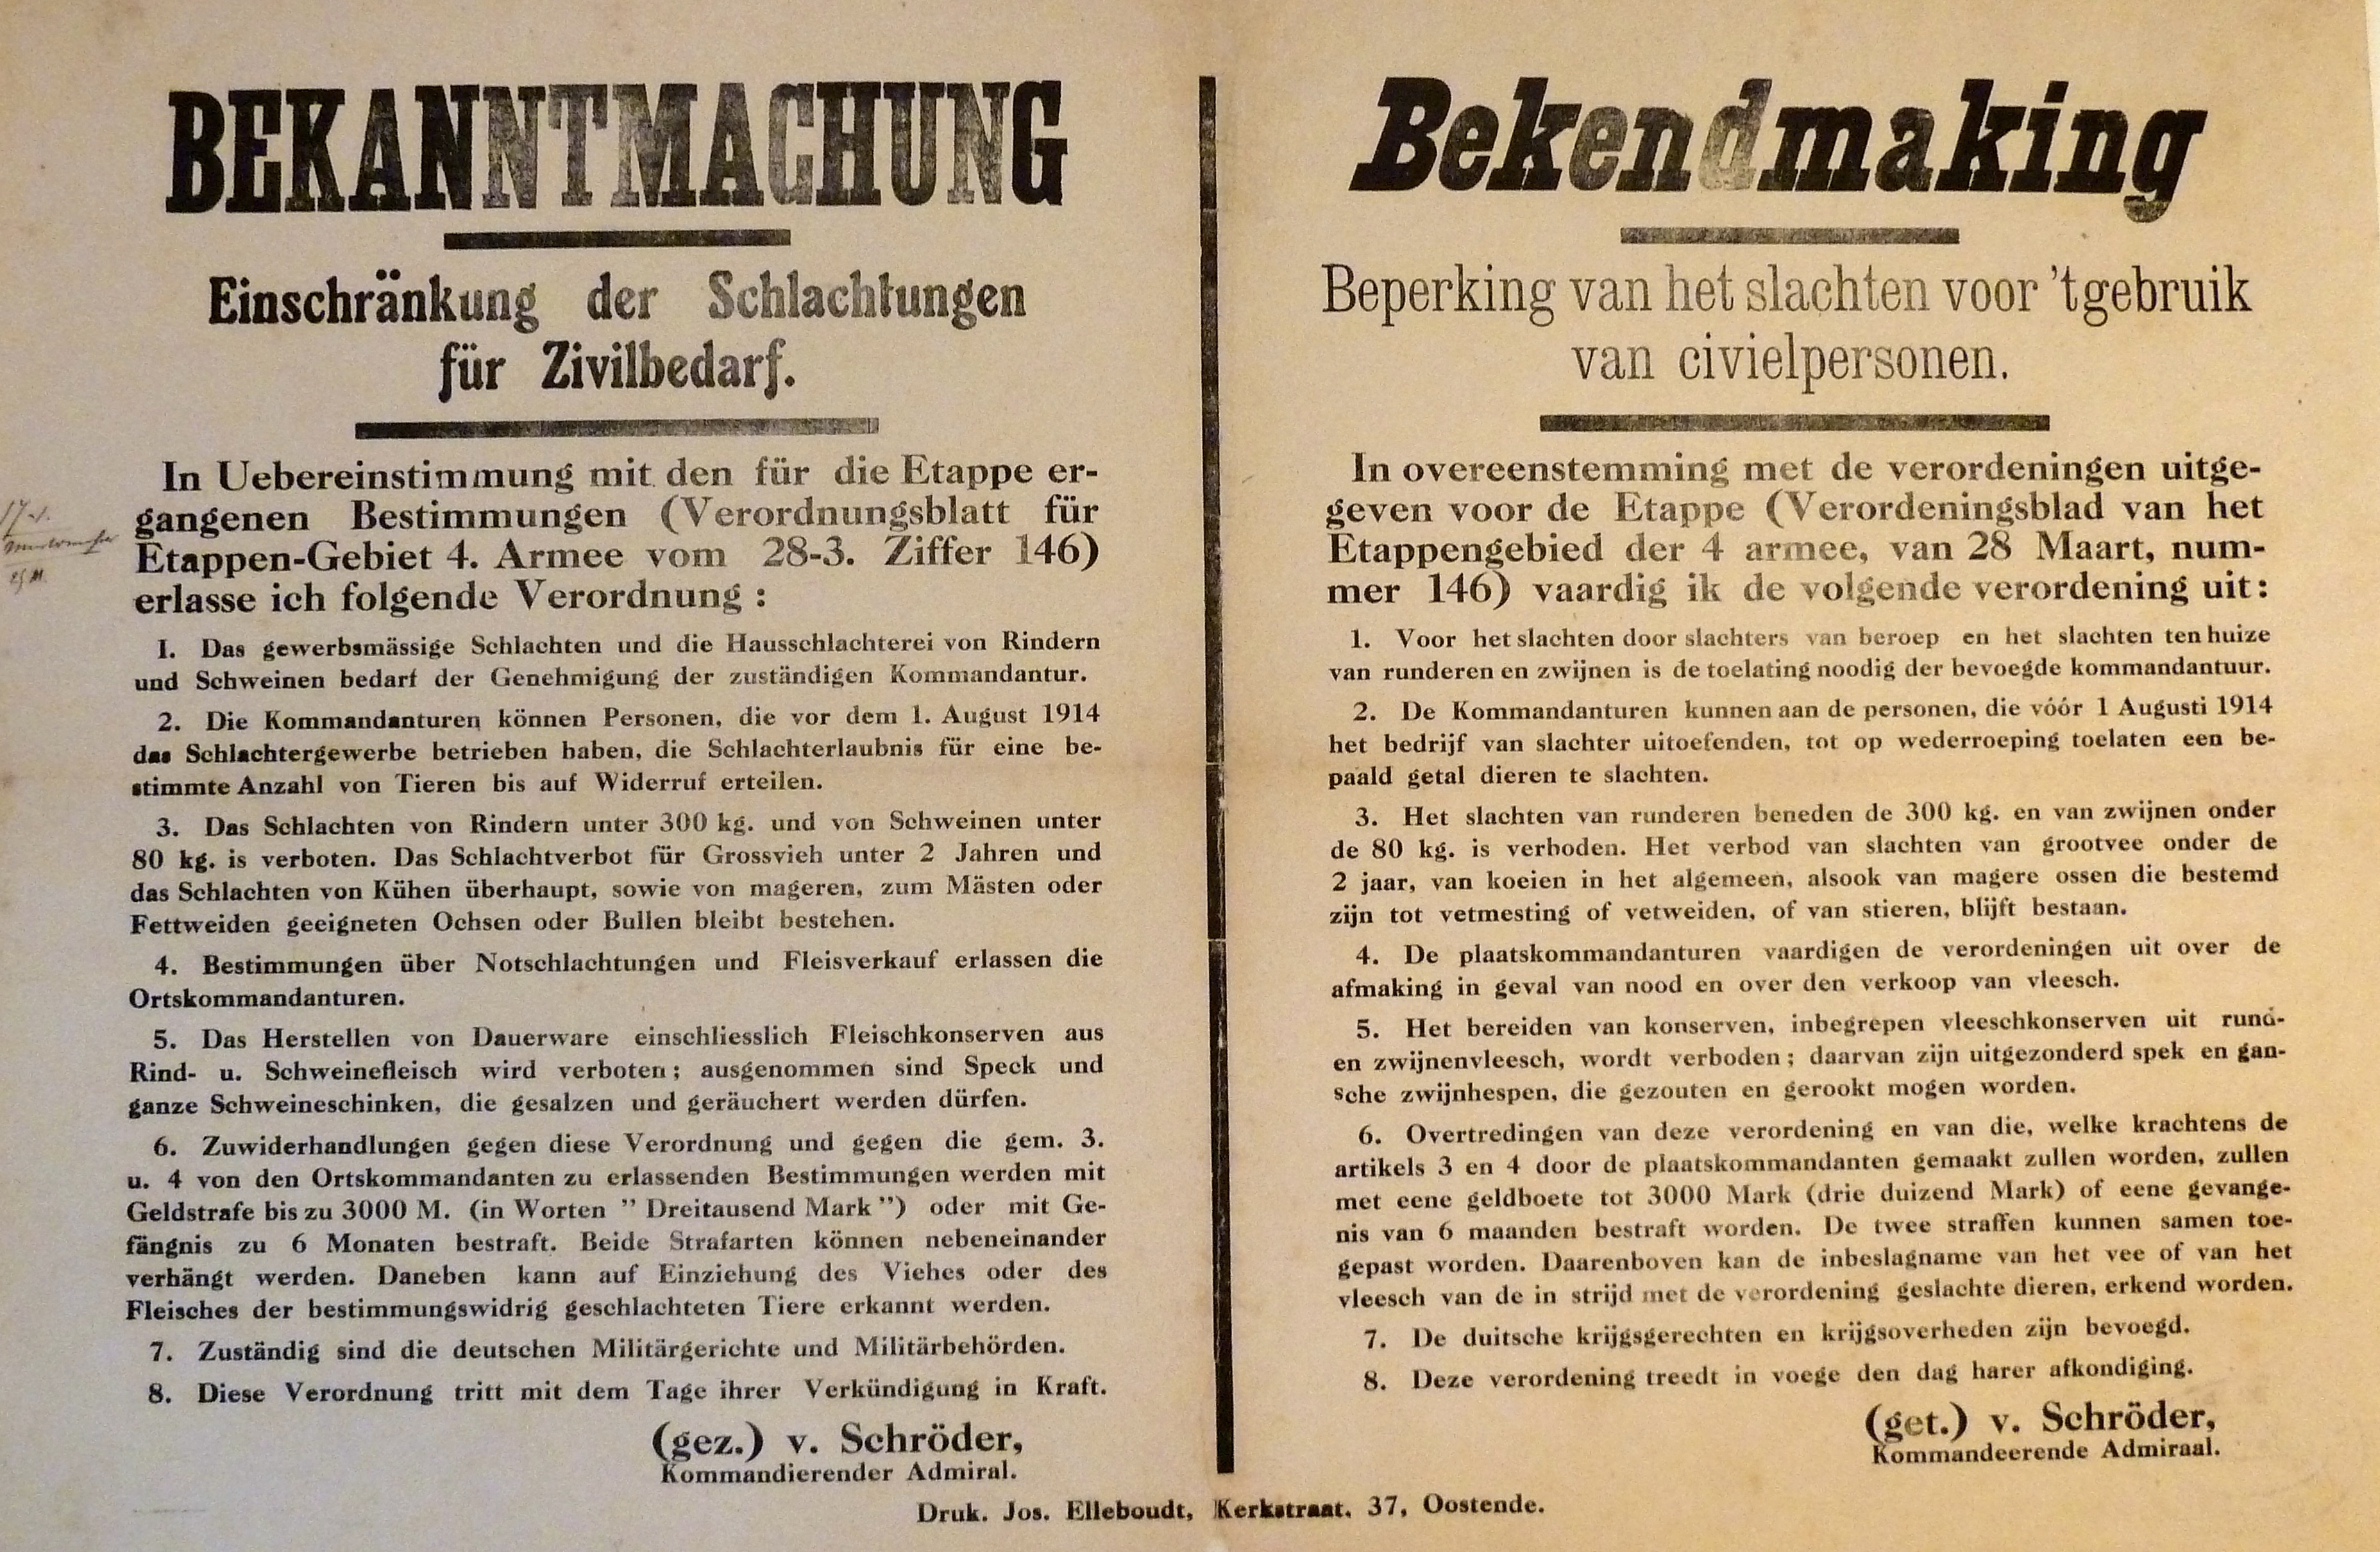 BEKANNTMACHUNG
Einschränkung der Schlachtungen
für Zivilbedarf.
In Uebereinstimmung mit den für die Etappe er-
gangenen Bestimmungen (Verordnungsblatt für
Etappen-Gebiet 4. Armee vom 28-3. Ziffer 146)
erlasse ich folgende Verordnung :
I. Das gewerbsmässige Schlachten und die Hausschlachterei von Rindern
und Schweinen bedarf der Genehmigung der zuständigen Kommandantur.
2. Die Kommandanturen können Personen, die vor dem 1. August 1914
das Schlachtergewerbe betrieben haben, die Schlachterlaubnis für eine be-
stimmte Anzahl von Tieren bis auf Widerruf erteilen.
3. Das Schlachten von Rindern unter 300 kg. und von Schweinen unter
80 kg. is verboten. Das Schlachtverbot für Grossvieh unter 2 Jahren und
das Schlachten von Kühen überhaupt, sowie von mageren, zum Mästen oder
Fettweiden geeigneten Ochsen oder Bullen bleibt bestehen.
4. Bestimmungen über Notschlachtungen und Fleisverkauf erlassen die
Ortskommandanturen.
5. Das Herstellen von Dauerware einschliesslich Fleischkonserven aus
Rind- u. Schweinefleisch wird verboten ; ausgenommen sind Speck und
ganze Schweineschinken, die gesalzen und geräuchert werden dürfen.
6. Zuwiderhandlungen gegen diese Verordnung und gegen die gem. 3.
u. 4 von den Ortskommandanten zu erlassenden Bestimmungen werden mit
Geldstrafe bis zu 3000 M. (in Worten " Dreitausend Mark ") oder mit Ge-
fängnis zu 6 Monaten bestraft. Beide Strafarten können nebeneinander
verhängt werden. Daneben kann auf Einziehung des Viehes oder des
Fleisches der bestimmungswidrig geschlachteten Tiere erkannt werden.
7. Zuständig sind die deutschen Militärgerichte und Militärbehörden.
8. Diese Verordnung tritt mit dem Tage ihrer Verkündigung in Kraft.
(gez.) v. Schröder,
Kommandierender Admiral.
Bekendmaking
Beperking van het slachten voor 'tgebruik
van civielpersonen.
In overeenstemming met de verordeningen uitge-
geven voor de Etappe (Verordeningsblad van het
Etappengebied der 4 armee, van 28 Maart, num-
mer 146) vaardig ik de volgende verordening uit :
1. Voor het slachten door slachters van beroep en het slachten ten huize
van runderen en zwijnen is de toelating noodig der bevoegde kommandantuur.
2. De Kommandanturen kunnen aan de personen, die vóór 1 Augusti 1914
het bedrijf van slachter uitoefenden, tot op wederroeping toelaten een be-
paald getal dieren te slachten.
3. Het slachten van runderen beneden de 300 kg. en van zwijnen onder
de 80 kg. is verboden. Het verbod van slachten van grootvee onder de
2 jaar, van koeien in het algemeen, alsook van magere ossen die bestemd
zijn tot vetmesting of vetweiden, of van stieren, blijft bestaan.
4. De plaatskommandanturen vaardigen de verordeningen uit over de
afmaking in geval van nood en over den verkoop van vleesch.
5. Het bereiden van konserven, inbegrepen vleeschkonserven uit rund-
en zwijnenvleesch, wordt verboden ; daarvan zijn uitgezonderd spek en gan-
sche zwijnhespen, die gezouten en gerookt mogen worden.
6. Overtredingen van deze verordening en van die, welke krachtens de
artikels 3 en 4 door de plaatskommandanten gemaakt zullen worden, zullen
met eene geldboete tot 3000 Mark (drie duizend Mark) of eene gevange-
nis van 6 maanden bestraft worden. De twee straffen kunnen samen toe-
gepast worden. Daarenboven kan de inbeslagname van het vee of van het
vleesch van de in strijd met de verordening geslachte dieren, erkend worden.
7. De duitsche krijgsgerechten en krijgsoverheden zijn bevoegd.
8. Deze verordening treedt in voege den dag harer afkondiging.
(get.) v. Schröder,
Kommandeerende Admiraal.
Druk. Jos. Elleboudt, Kerkstraat. 37, Oostende.